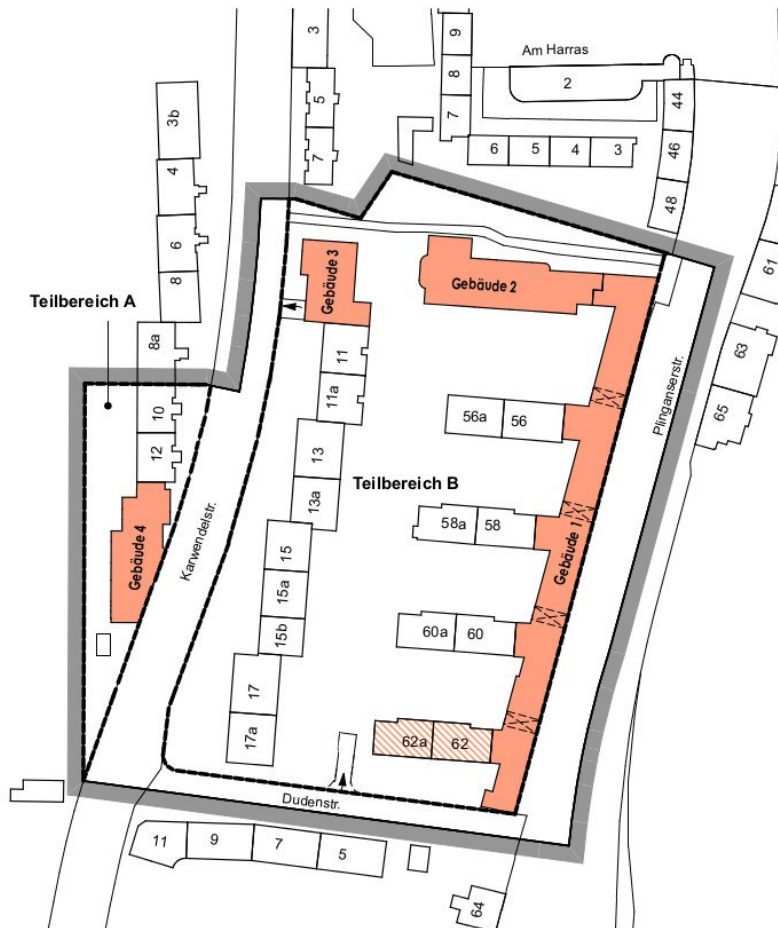 3
9
Am Harras
8
2
5
44
3b
7
7
6
5
4
3
46
4
48
6
61
8
Gebäude 3
Gebäude 2
Teilbereich A
8a
11
63
11a
Plinganserstr.
10
56a
56
65
12
13
Teilbereich B
13a
Gebäude 4
58a
58
Gebäude 1
Karwendelstr.
15
15a
15b
60a
60
17
17a
62a
62
Dudenstr.
11
9
7
5
64